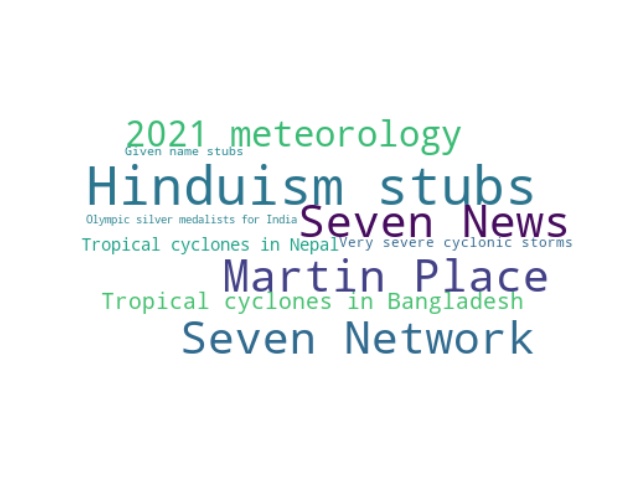 2021 meteorology
Given name stubs
Hinduism stubs
Seven News
Olympic silver medalists for India
Tropical cyclones in Nepal
Very severe cyclonic storms
Martin Place
Tropical cyclones in Bangladesh
Seven Network